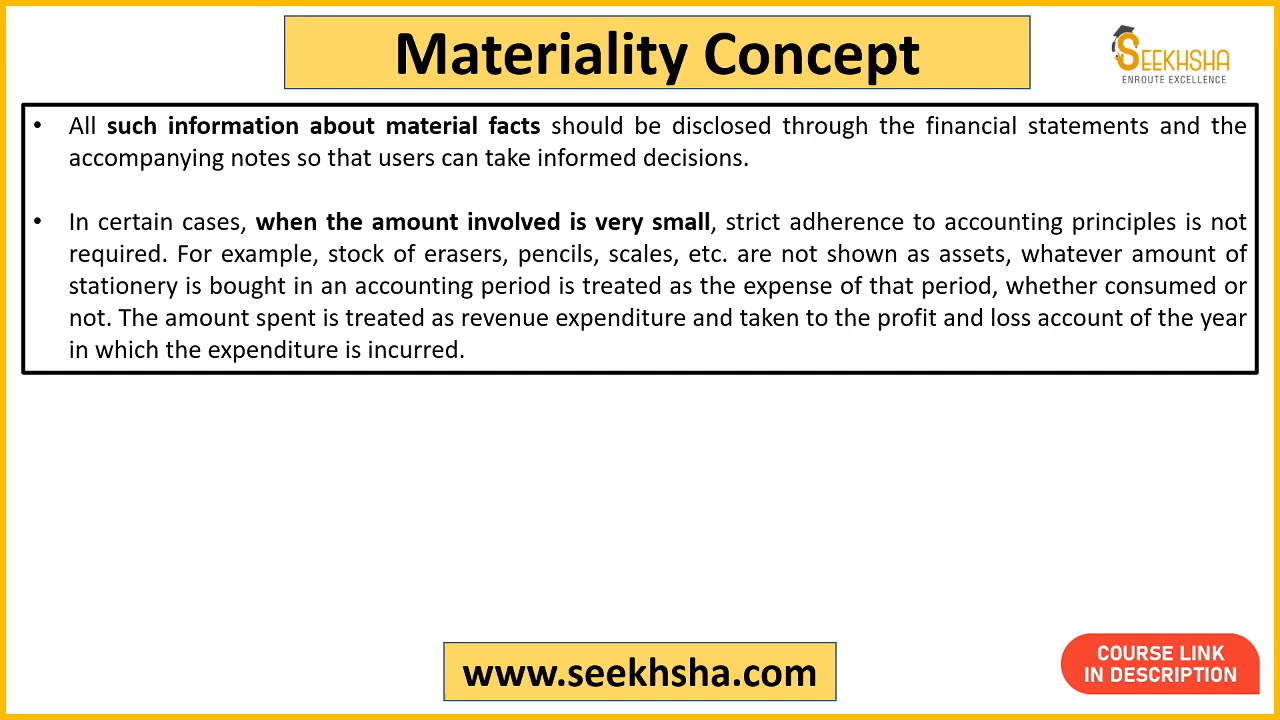 Materiality Concept
SEEKHSHA
ENROUTE EXCELLENCE
• All such information about material facts should be disclosed through the financial statements and the
accompanying notes so that users can take informed decisions.
• In certain cases, when the amount involved is very small, strict adherence to accounting principles is not
required. For example, stock of erasers, pencils, scales, etc. are not shown as assets, whatever amount of
stationery is bought in an accounting period is treated as the expense of that period, whether consumed or
not. The amount spent is treated as revenue expenditure and taken to the profit and loss account of the year
in which the expenditure is incurred.
www.seekhsha.com
COURSE LINK
IN DESCRIPTION